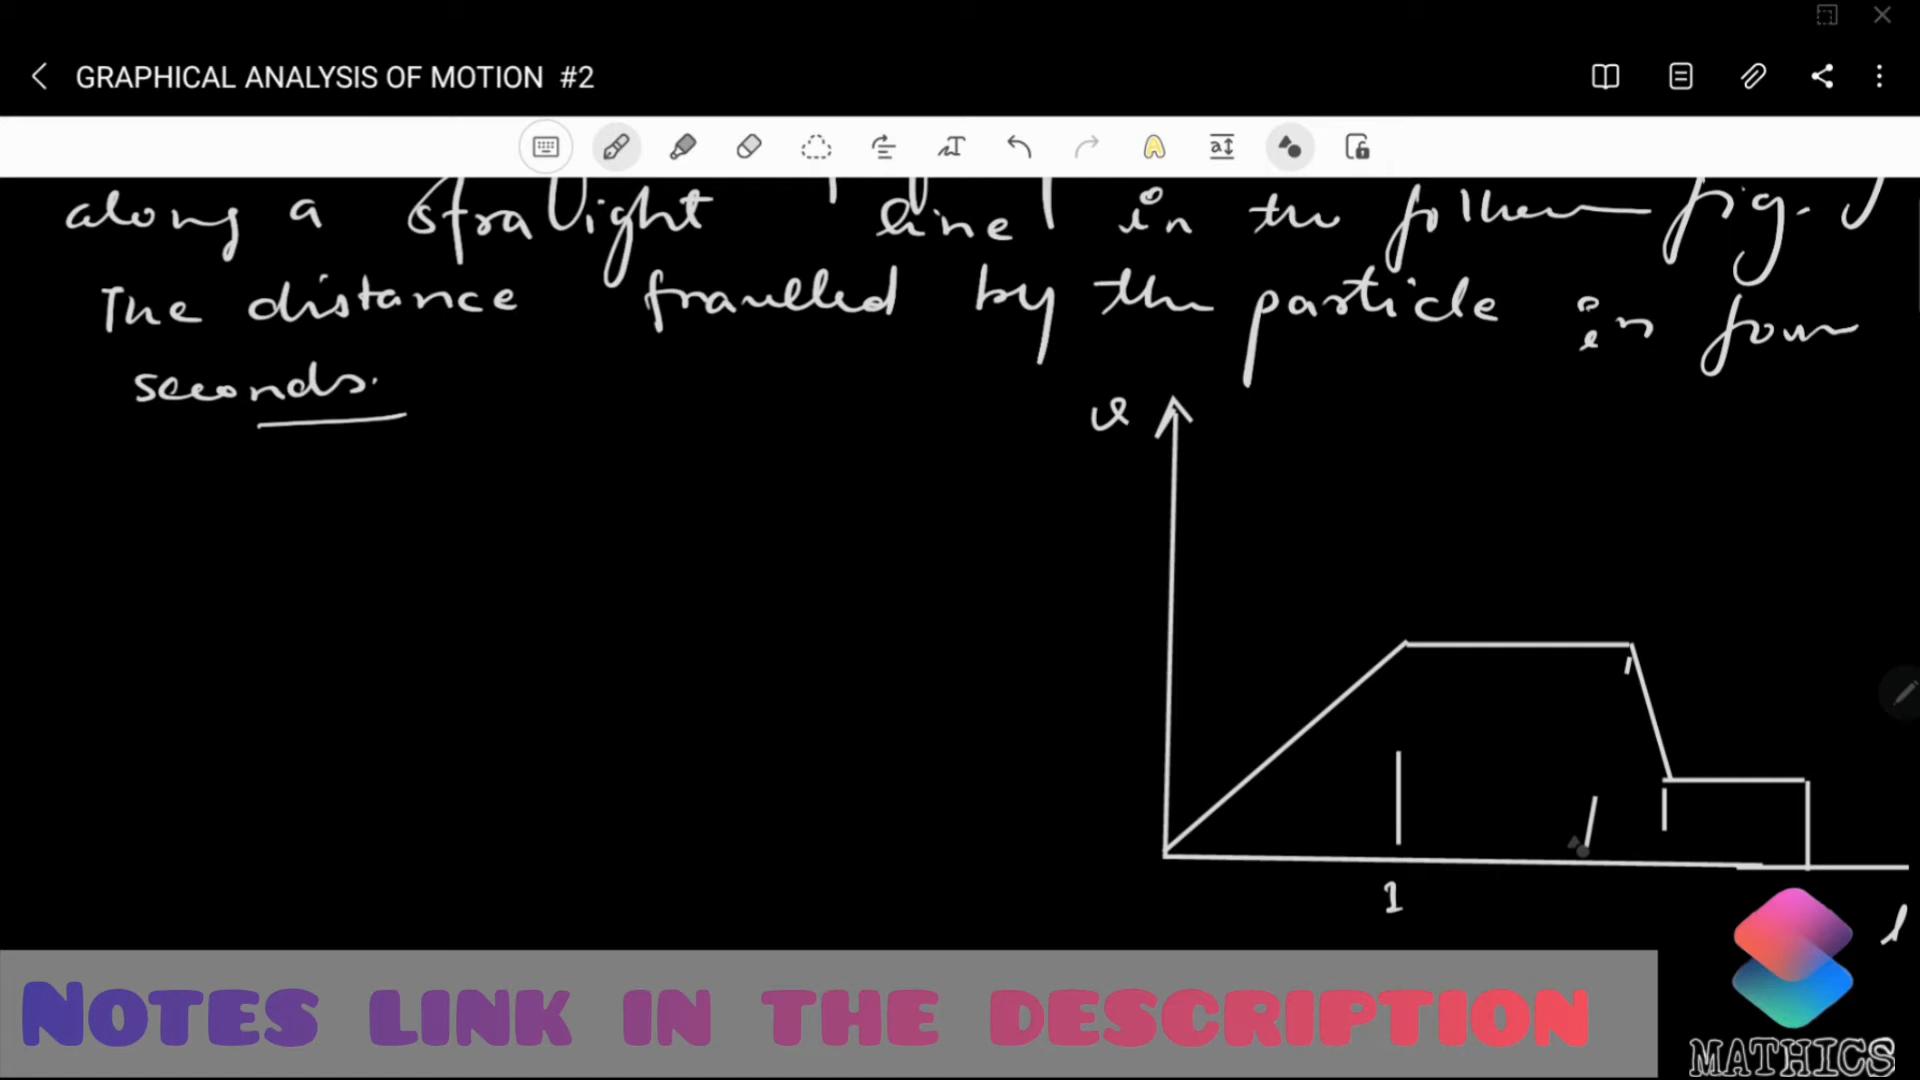 GRAPHICAL ANALYSIS OF MOTION #2
along a straight line in the follow fig.
The distance travelled by the particle in four
seconds.
v
1
NOTES LINK IN THE DESCRIPTION
MATHICS